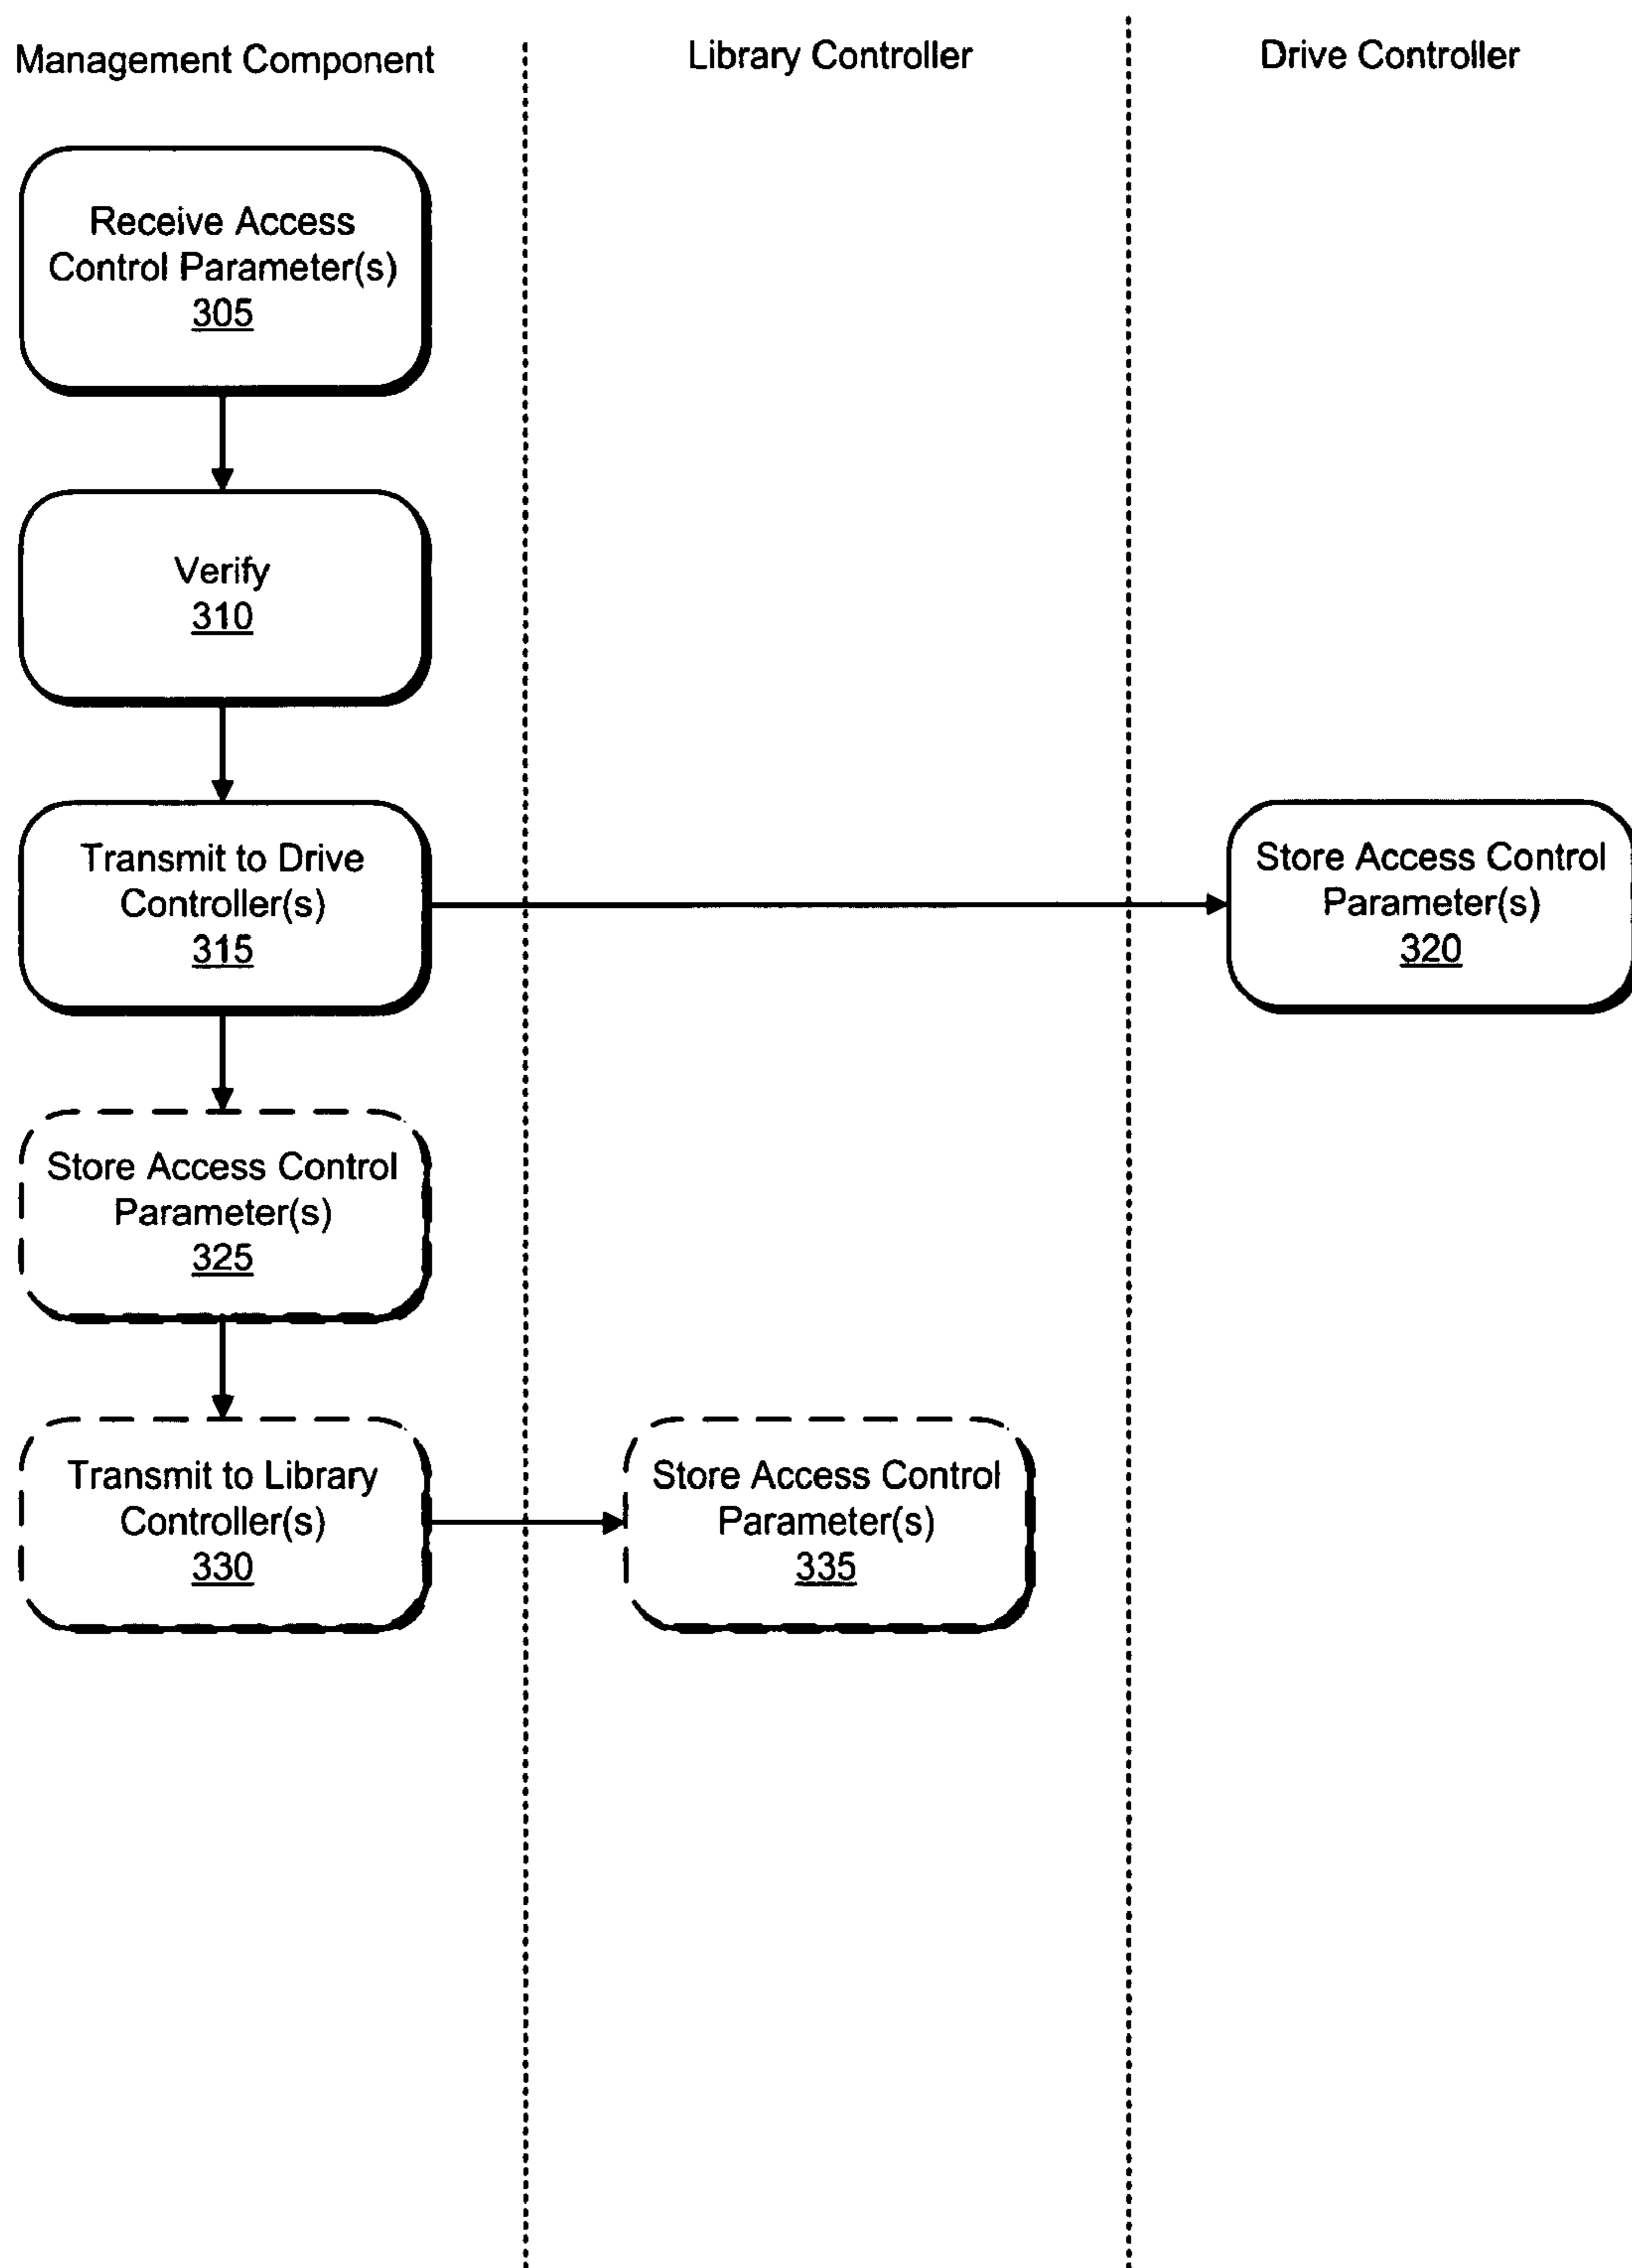 Management Component
Library Controller
Drive Controller
Receive Access
Control Parameter(s)
305
Verify
310
Transmit to Drive
Controller(s)
315
Store Access Control
Parameter(s)
320
Store Access Control
Parameter(s)
325
Transmit to Library
Controller(s)
330
Store Access Control
Parameter(s)
335